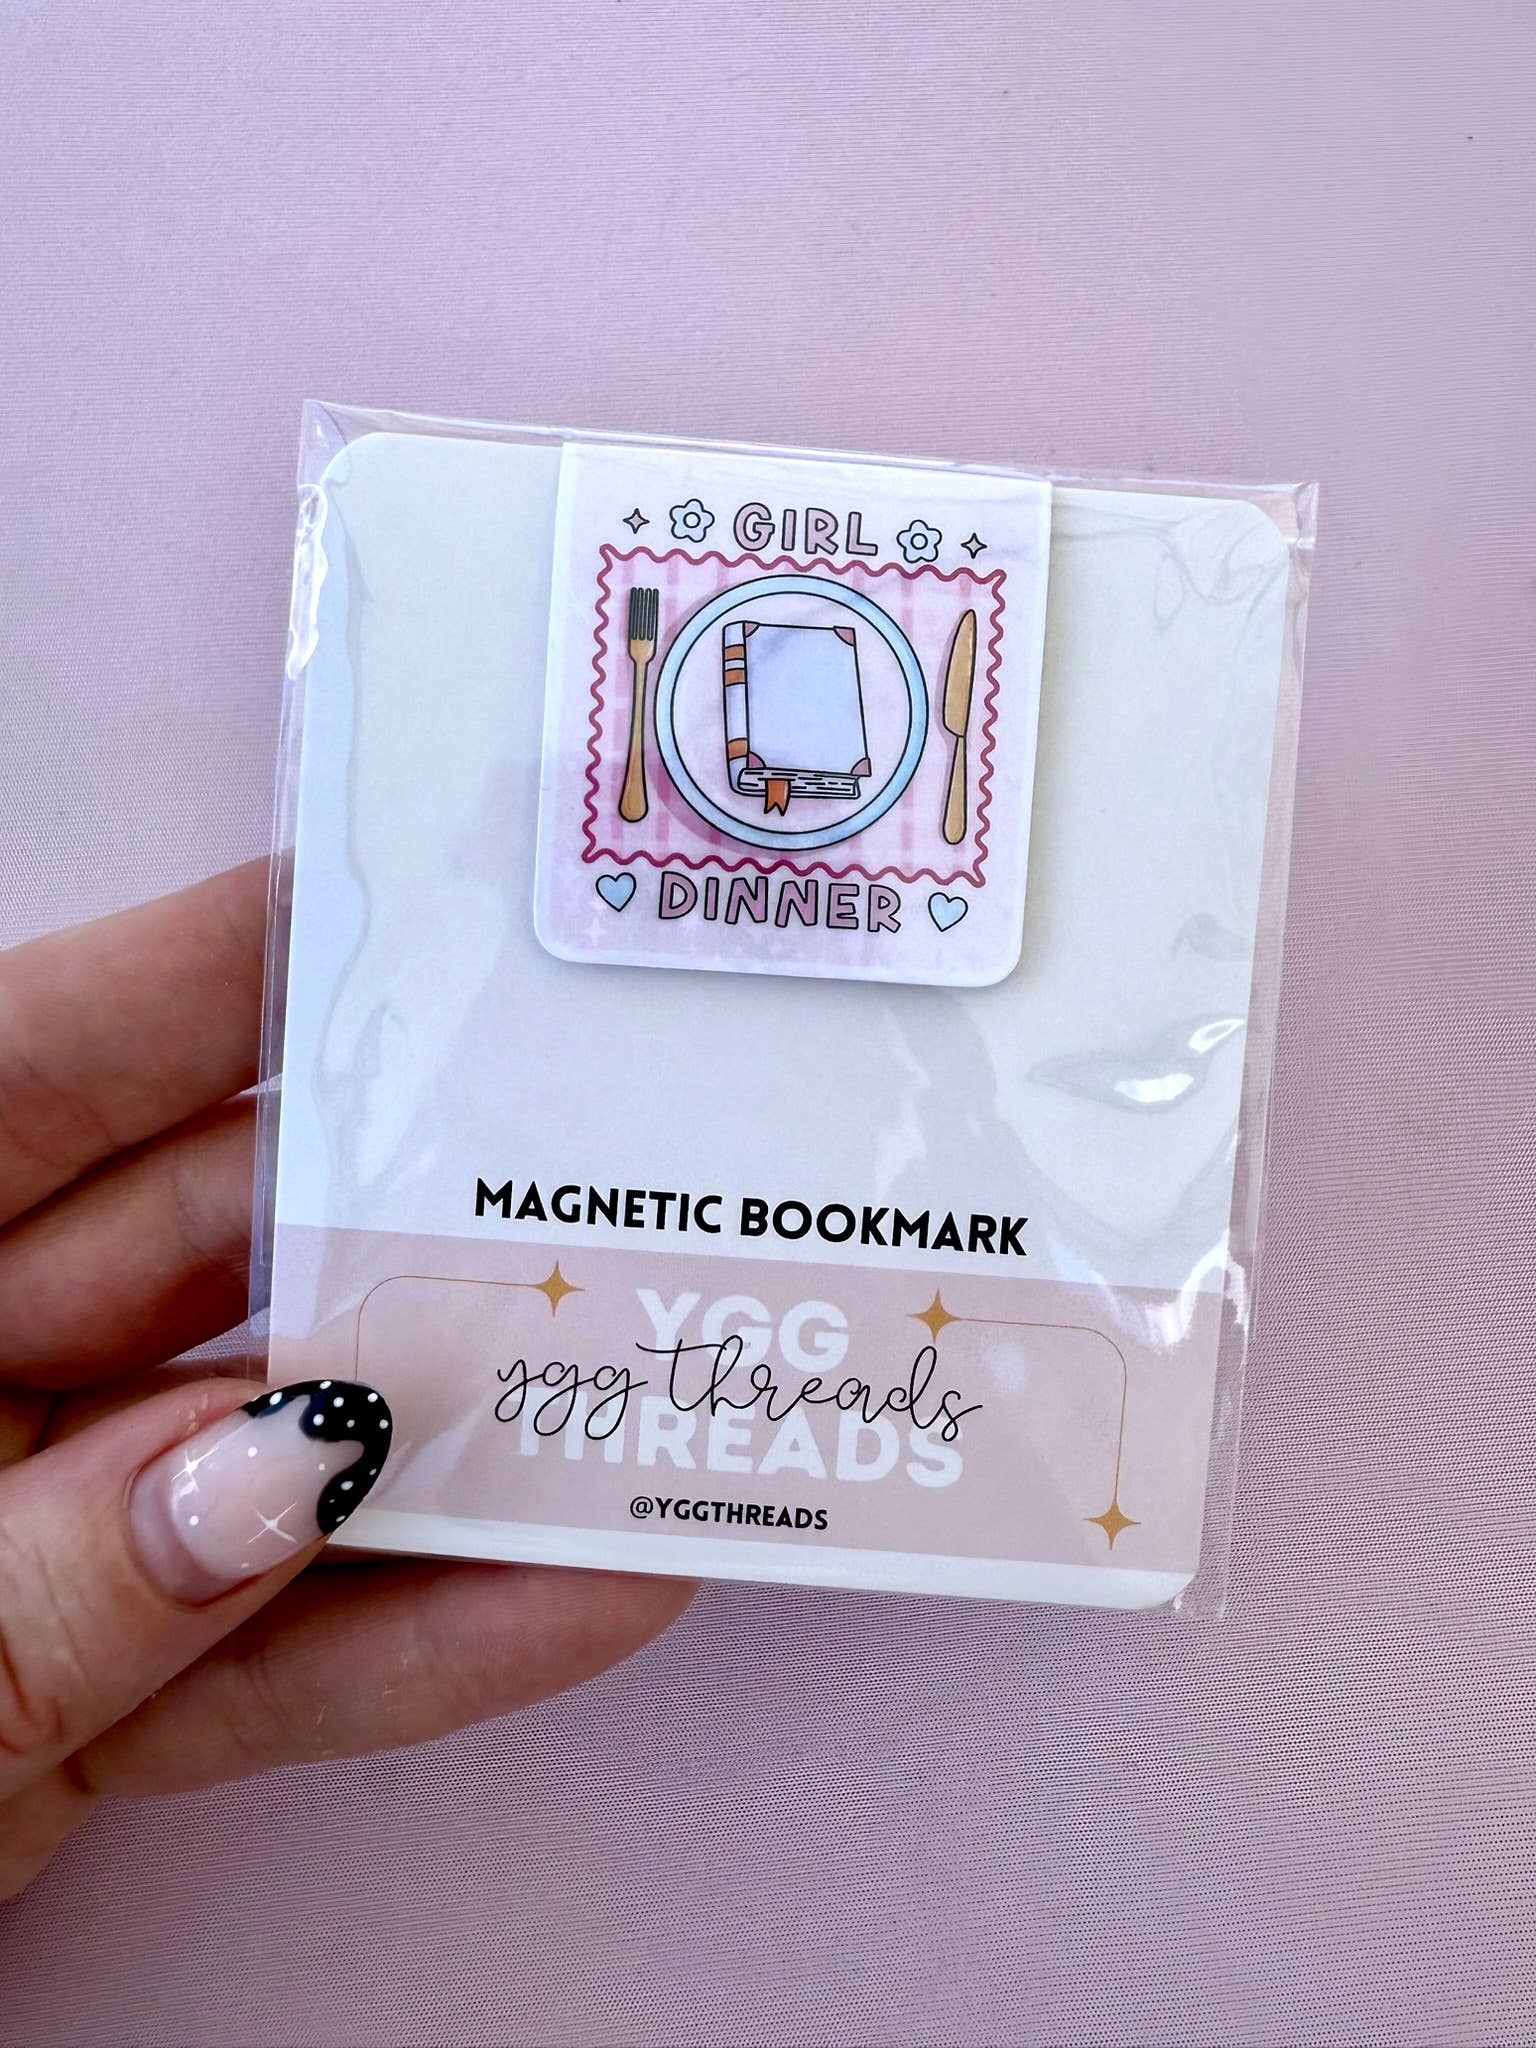 GIRL
DINNER
MAGNETIC BOOKMARK
YGG
ygg threads
THREADS
@YGGTHREADS